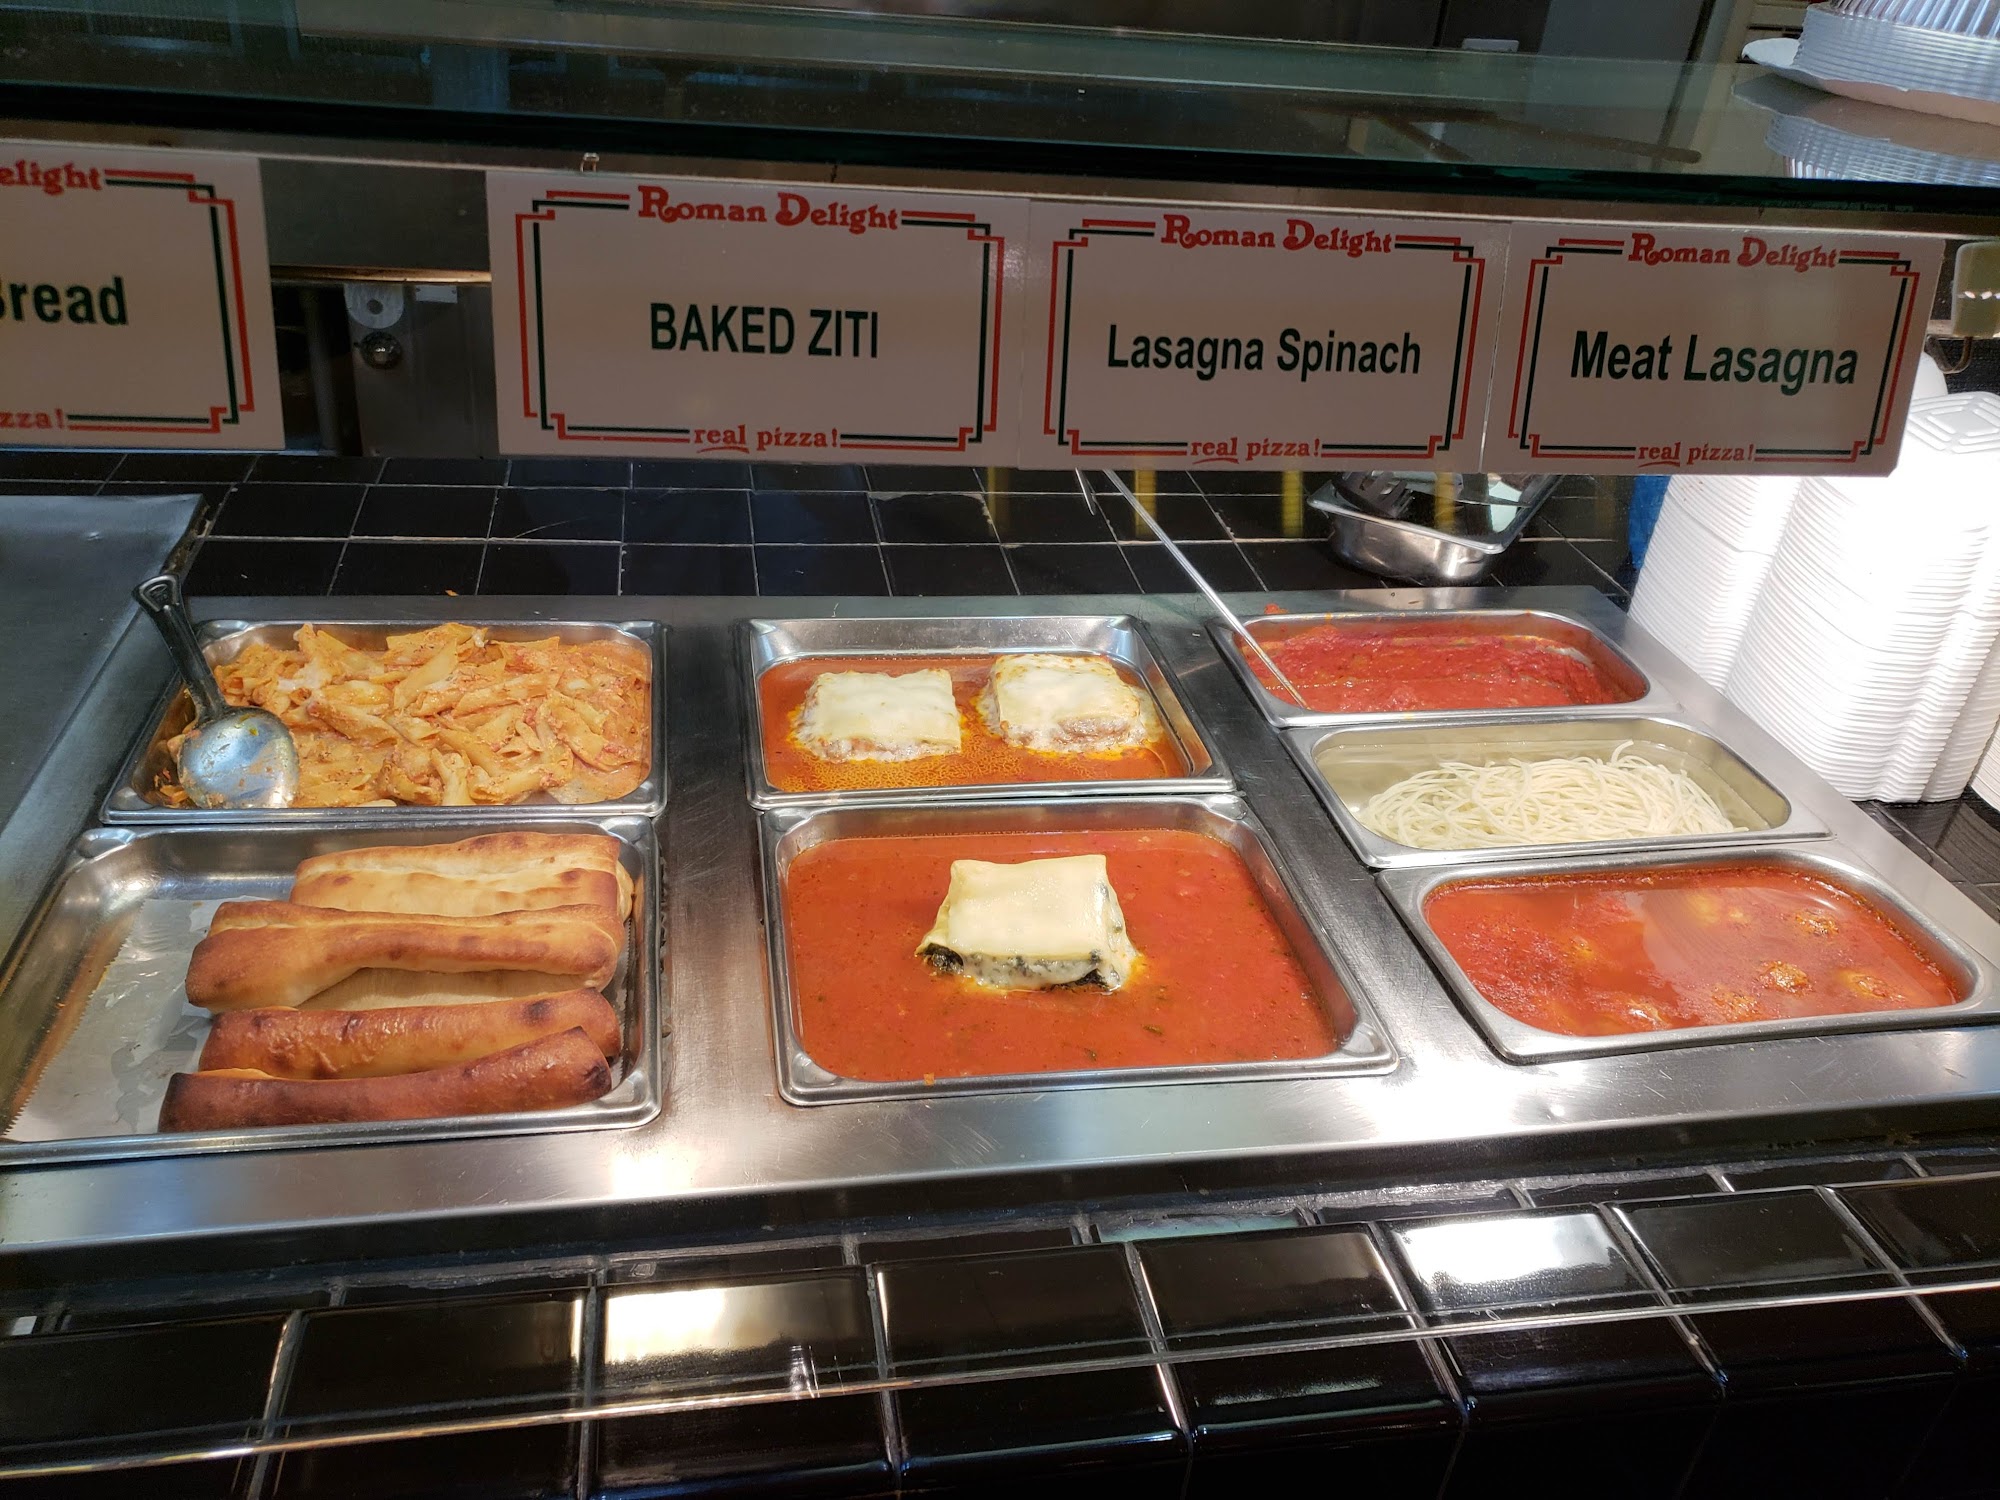 elight
Bread
zza!
Roman Delight
BAKED ZITI
real pizza!
Roman Delight
Lasagna Spinach
real pizza!
Roman Delight
Meat Lasagna
real pizza!